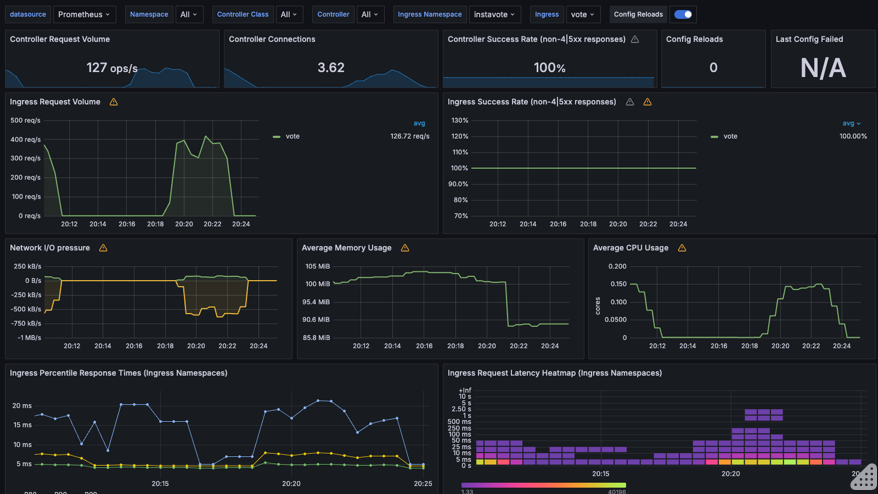 datasource Prometheus Namespace All Controller Class All Controller All Ingress Namespace instavote Ingress vote Config Reloads
Controller Request Volume
127 ops/s
Controller Connections
3.62
Controller Success Rate (non-4|5xx responses)
100%
Config Reloads
0
Last Config Failed
N/A
Ingress Request Volume
500 req/s
400 req/s
300 req/s
200 req/s
100 req/s
0 req/s
20:12 20:14 20:16 20:18 20:20 20:22 20:24
avg
vote 126.72 req/s
Ingress Success Rate (non-4|5xx responses)
130%
120%
110%
100%
90.0%
80.0%
70%
20:12 20:14 20:16 20:18 20:20 20:22 20:24
avg
vote 100.00%
Network I/O pressure
250 kB/s
0 B/s
-250 kB/s
-500 kB/s
-750 kB/s
-1 MB/s
20:12 20:14 20:16 20:18 20:20 20:22 20:24
Average Memory Usage
105 MiB
100 MiB
95.4 MiB
90.6 MiB
85.8 MiB
20:12 20:14 20:16 20:18 20:20 20:22 20:24
Average CPU Usage
cores
0.200
0.150
0.100
0.0500
0
20:12 20:14 20:16 20:18 20:20 20:22 20:24
Ingress Percentile Response Times (Ingress Namespaces)
20 ms
15 ms
10 ms
5 ms
20:15 20:20 20:25
Ingress Request Latency Heatmap (Ingress Namespaces)
+Inf
10 s
5 s
2.50 s
1 s
500 ms
250 ms
100 ms
50 ms
25 ms
10 ms
5 ms
0 s
20:15 20:20
1.33 40198